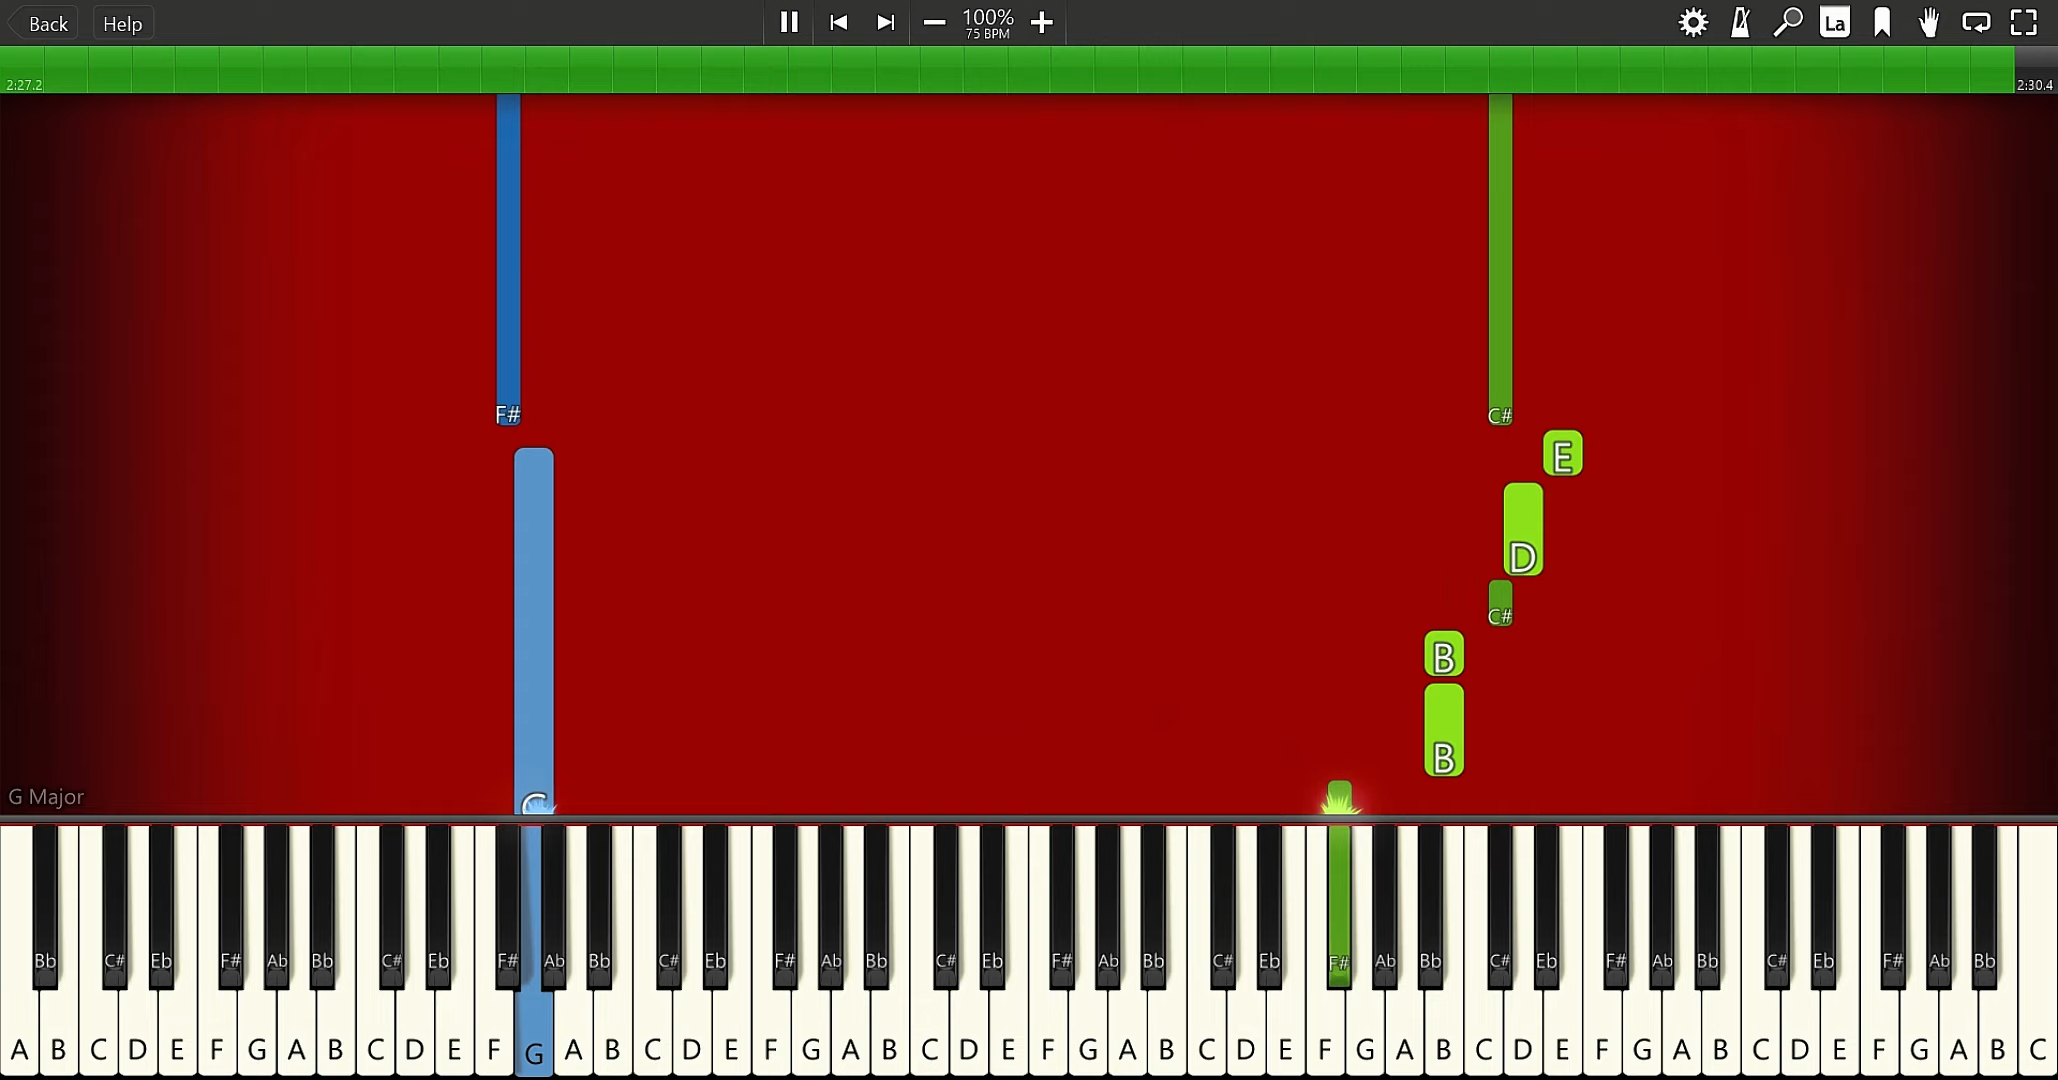 Back Help 100%
75 BPM La
2:27.2 2:30.4
F# C#
E
D
C#
B
B
G Major
Bb C# Eb F# Ab Bb C# Eb F# Ab Bb C# Eb F# Ab Bb C# Eb F# Ab Bb C# Eb F# Ab Bb C# Eb F# Ab Bb C# Eb F# Ab Bb
A B C D E F G A B C D E F G A B C D E F G A B C D E F G A B C D E F G A B C D E F G A B C D E F G A B C